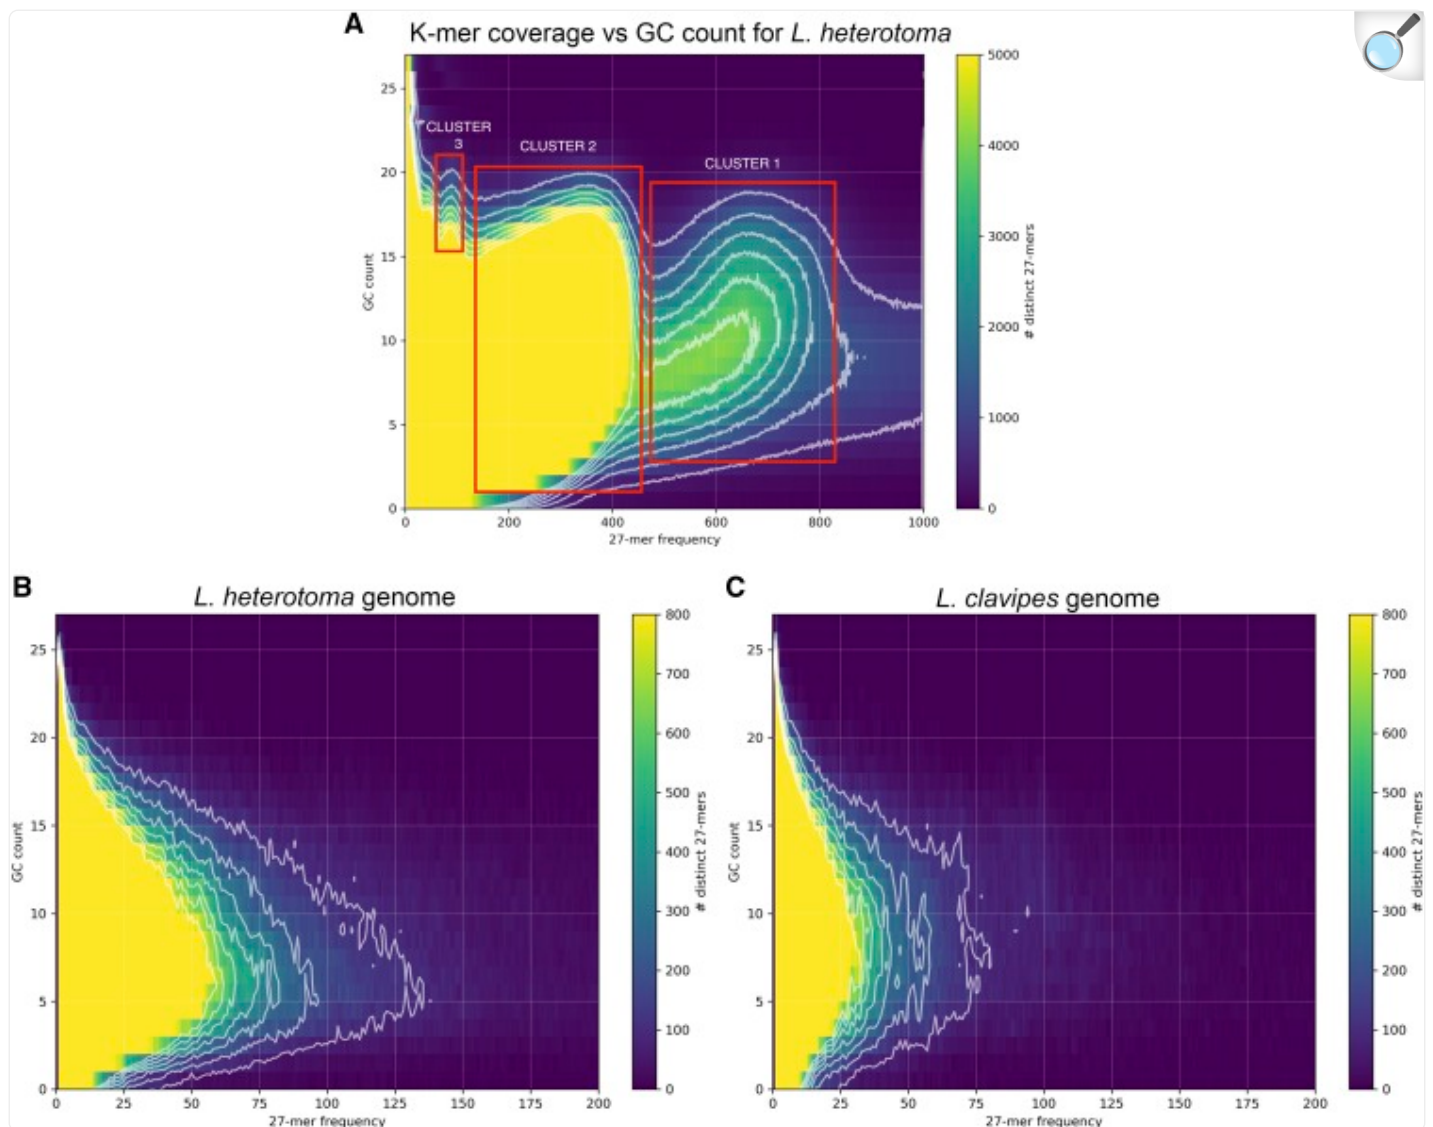 A
K-mer coverage vs GC count for L. heterotoma
CLUSTER
3
CLUSTER 2
CLUSTER 1
GC count
25
20
15
10
5
0
0 200 400 600 800 1000
27-mer frequency
5000
4000
3000
2000
1000
0
# distinct 27-mers
B
L. heterotoma genome
GC count
25
20
15
10
5
0
0 25 50 75 100 125 150 175 200
27-mer frequency
800
700
600
500
400
300
200
100
0
# distinct 27-mers
C
L. clavipes genome
GC count
25
20
15
10
5
0
0 25 50 75 100 125 150 175 200
27-mer frequency
800
700
600
500
400
300
200
100
0
# distinct 27-mers